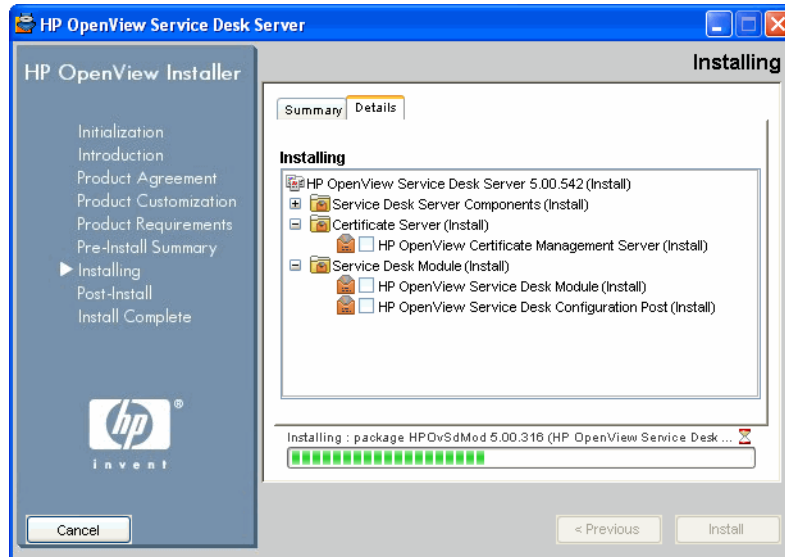 HP OpenView Service Desk Server
HP OpenView Installer
Initialization
Introduction
Product Agreement
Product Customization
Product Requirements
Pre-Install Summary
Installing
Post-Install
Install Complete
hp
®
invent
Cancel
Installing
Summary
Details
Installing
HP OpenView Service Desk Server 5.00.542 (Install)
Service Desk Server Components (Install)
Certificate Server (Install)
HP OpenView Certificate Management Server (Install)
Service Desk Module (Install)
HP OpenView Service Desk Module (Install)
HP OpenView Service Desk Configuration Post (Install)
Installing : package HPOvSdMod 5.00.316 (HP OpenView Service Desk ...
< Previous
Install